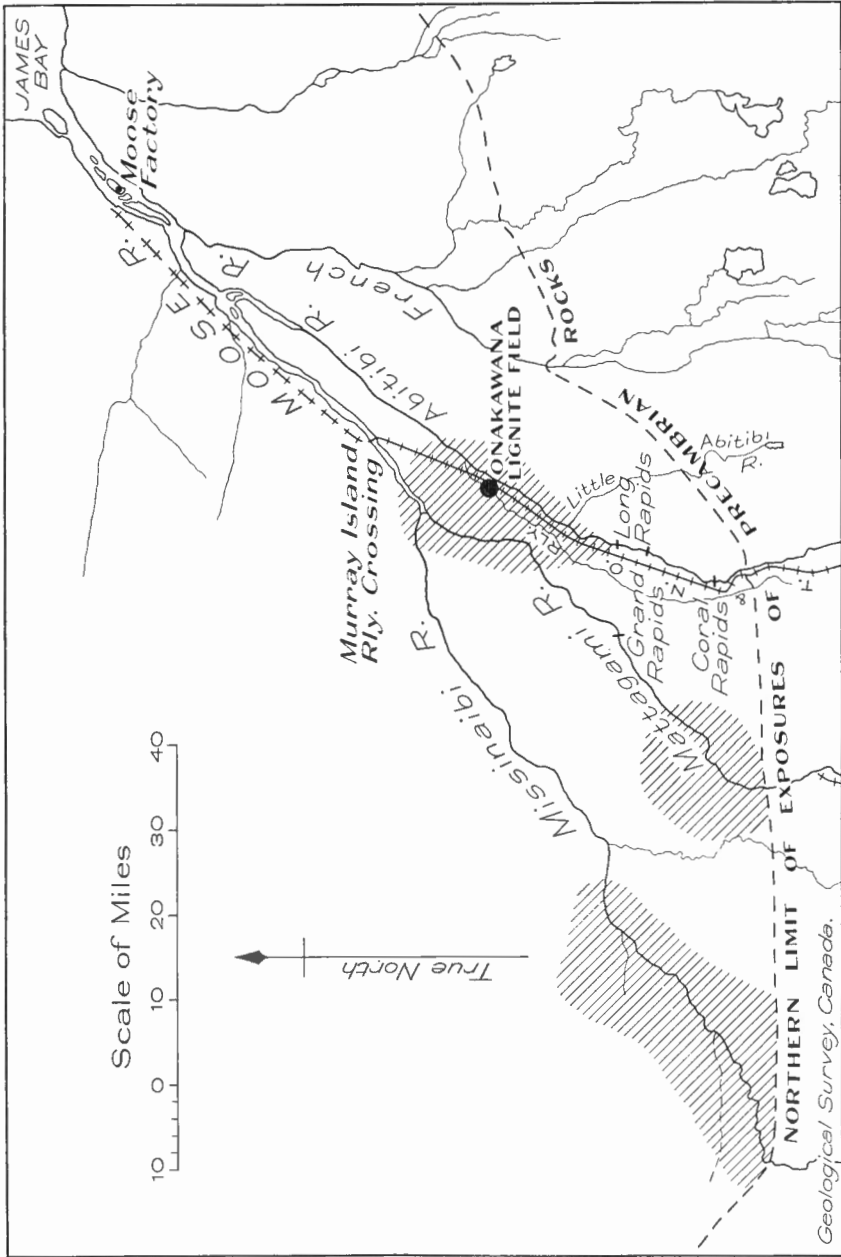 JAMES
BAY
Moose
Factory
MOOSE R.
French R.
Abitibi R.
ONAKAWANA
LIGNITE FIELD
Murray Island
Rly. Crossing
Missinaibi R.
Mattagami R.
Little Abitibi
R.
Long
Rapids
Grand
Rapids
Coral
Rapids
T. & N. O. RLY.
Scale of Miles
10 0 10 20 30 40
True North
NORTHERN LIMIT OF EXPOSURES OF PRECAMBRIAN ROCKS
Geological Survey, Canada.